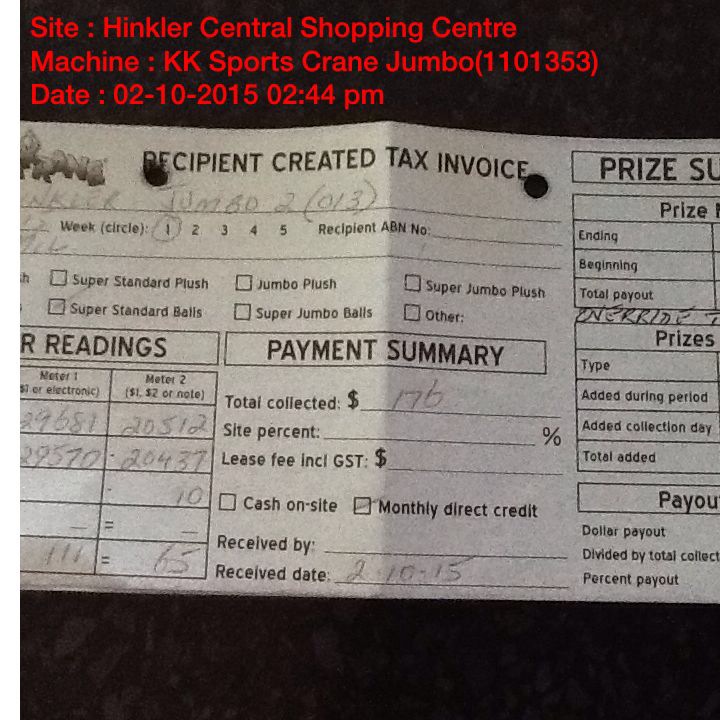 Site : Hinkler Central Shopping Centre
Machine : KK Sports Crane Jumbo(1101353)
Date : 02-10-2015 02:44 pm
RECIPIENT CREATED TAX INVOICE
PRIZE SU
NKLER JUMBO 2 (013)
Prize
Week (circle): 1 2 3 4 5 Recipient ABN No:
Ending
Beginning
Super Standard Plush Jumbo Plush Super Jumbo Plush
Total payout
Super Standard Balls Super Jumbo Balls Other:
OVERRIDE T
R READINGS
PAYMENT SUMMARY
Prizes
Meter 1 Meter 2
$1 or electronic) ($1, $2 or note)
Type
Total collected: $ 176
Added during period
29681 20512
Site percent: %
Added collection day
29570 - 20437
Lease fee incl GST: $
Total added
- 10
Cash on-site Monthly direct credit
Payou
— = —
Received by:
Dollar payout
Divided by total collect
111 = 65
Received date: 2-10-15
Percent payout